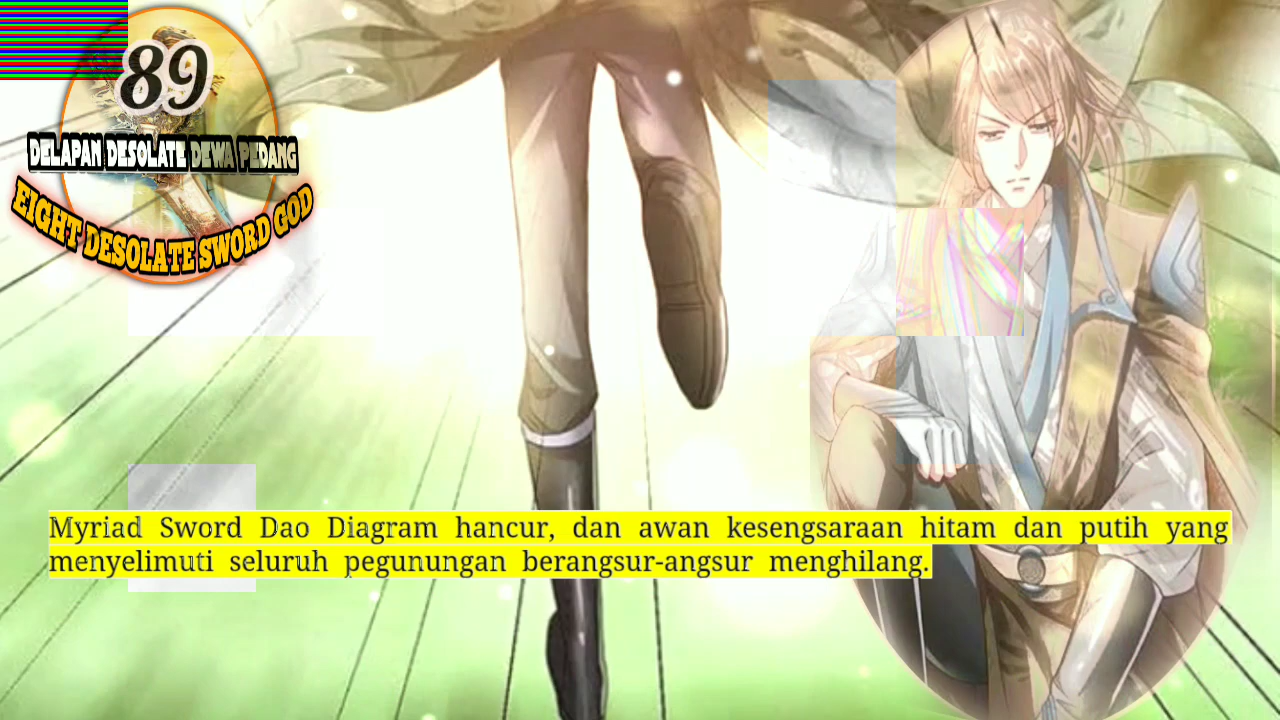 89
DELAPAN DESOLATE DEWA PEDANG
EIGHT DESOLATE SWORD GOD
Myriad Sword Dao Diagram hancur, dan awan kesengsaraan hitam dan putih yang
menyelimuti seluruh pegunungan berangsur-angsur menghilang.